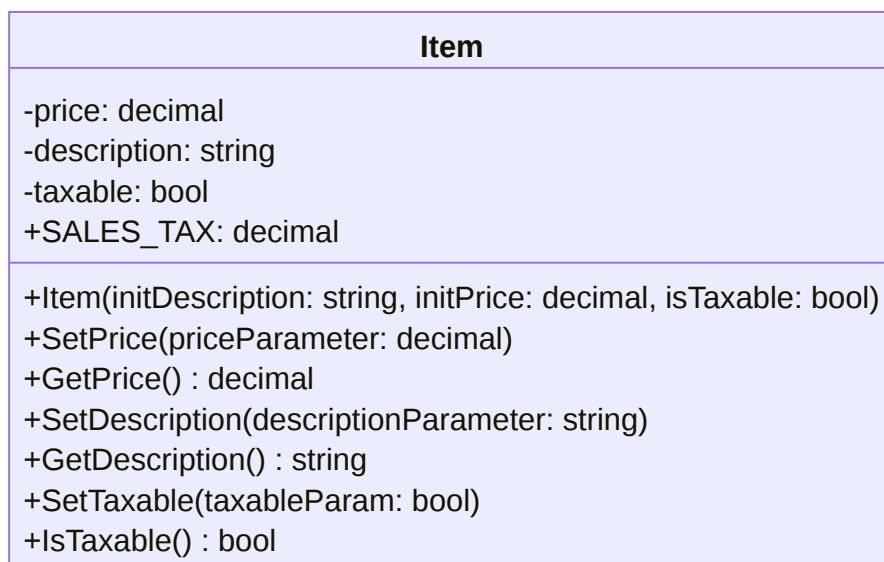 Item
-price: decimal
-description: string
-taxable: bool
+SALES_TAX: decimal
+Item(initDescription: string, initPrice: decimal, isTaxable: bool)
+SetPrice(priceParameter: decimal)
+GetPrice() : decimal
+SetDescription(descriptionParameter: string)
+GetDescription() : string
+SetTaxable(taxableParam: bool)
+IsTaxable() : bool